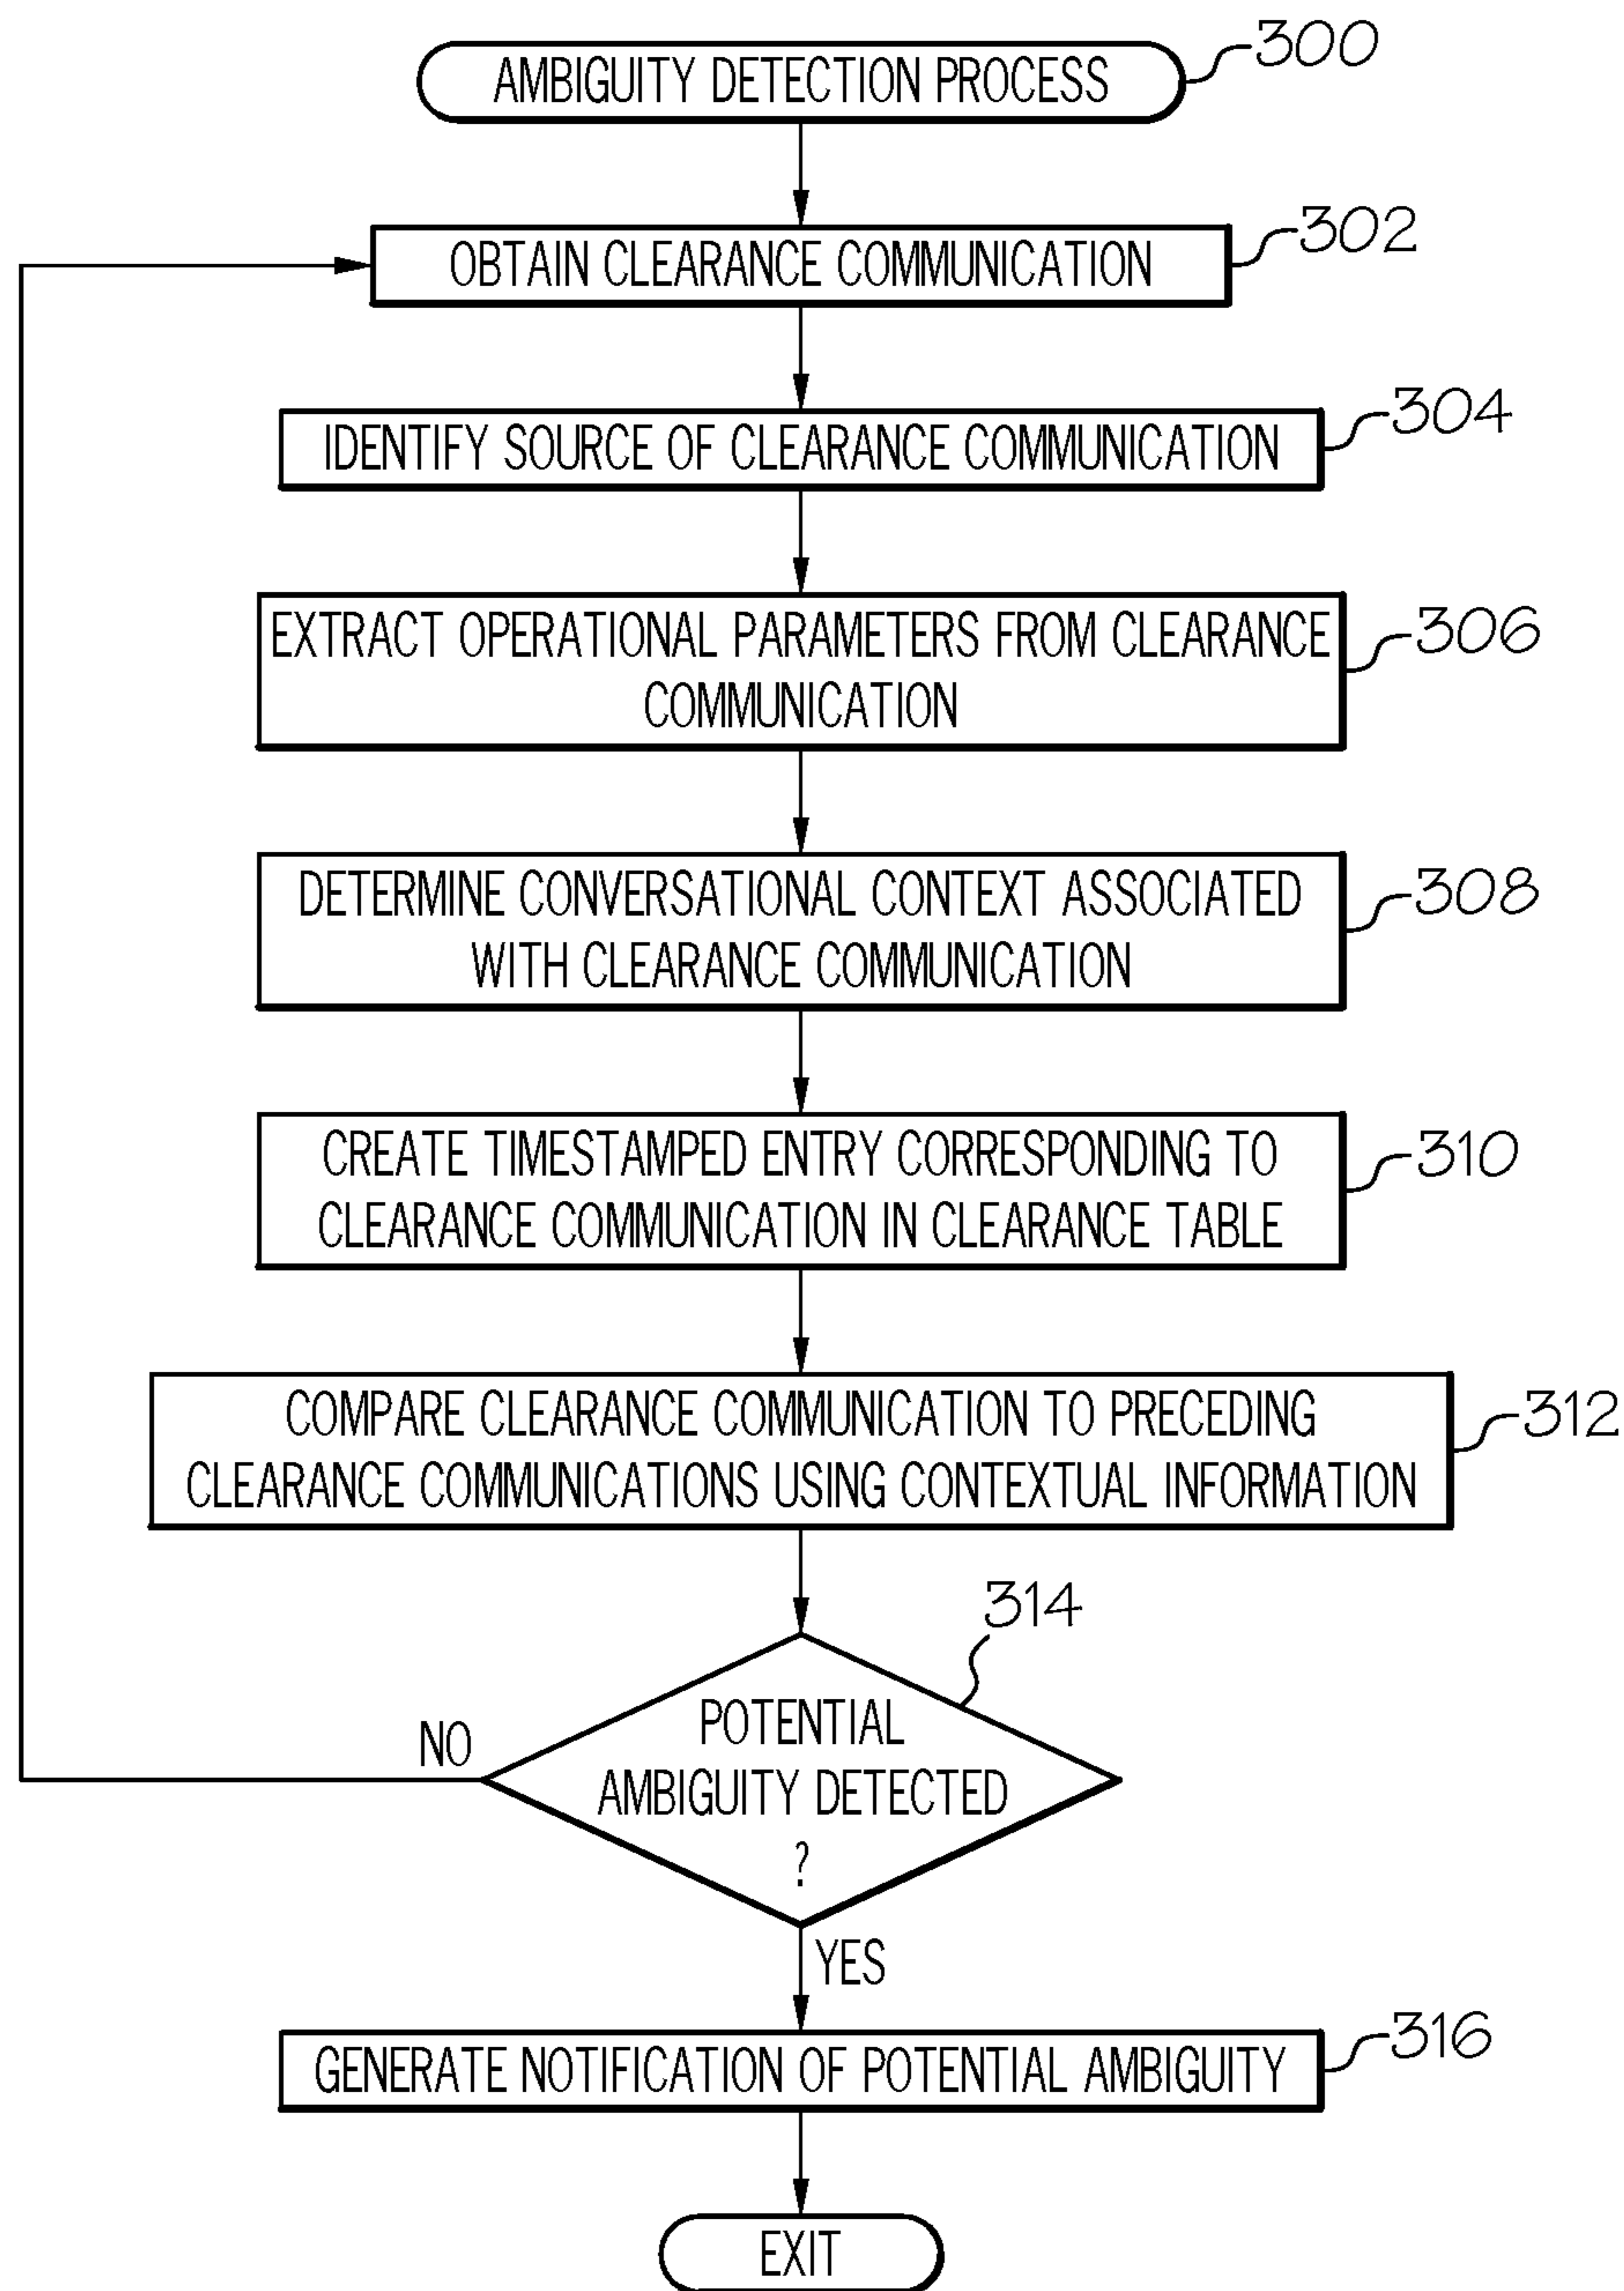 AMBIGUITY DETECTION PROCESS
300
OBTAIN CLEARANCE COMMUNICATION
302
IDENTIFY SOURCE OF CLEARANCE COMMUNICATION
304
EXTRACT OPERATIONAL PARAMETERS FROM CLEARANCE
COMMUNICATION
306
DETERMINE CONVERSATIONAL CONTEXT ASSOCIATED
WITH CLEARANCE COMMUNICATION
308
CREATE TIMESTAMPED ENTRY CORRESPONDING TO
CLEARANCE COMMUNICATION IN CLEARANCE TABLE
310
COMPARE CLEARANCE COMMUNICATION TO PRECEDING
CLEARANCE COMMUNICATIONS USING CONTEXTUAL INFORMATION
312
314
POTENTIAL
AMBIGUITY DETECTED
?
NO
YES
GENERATE NOTIFICATION OF POTENTIAL AMBIGUITY
316
EXIT